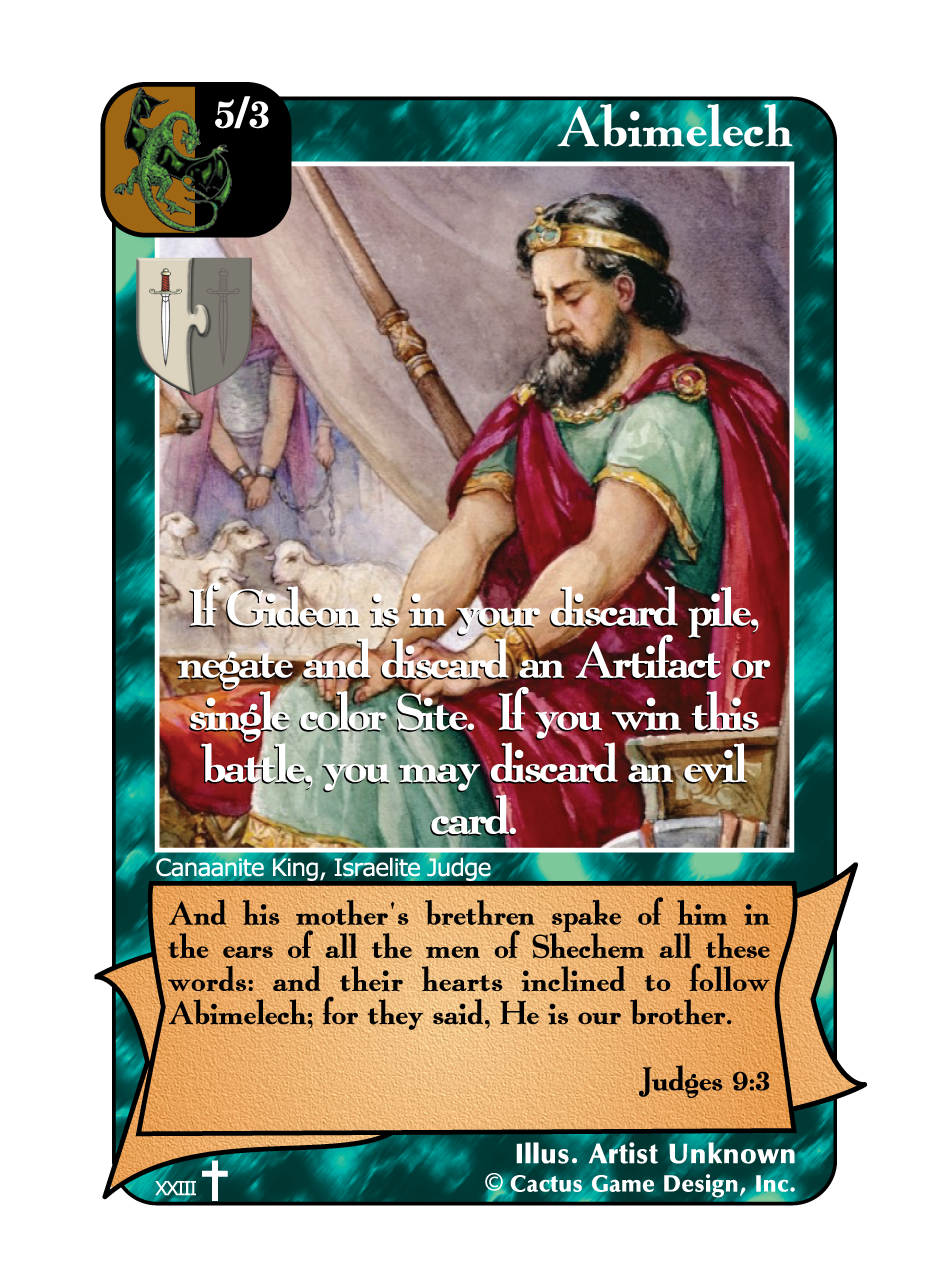 5/3
Abimelech
If Gideon is in your discard pile,
negate and discard an Artifact or
single color Site. If you win this
battle, you may discard an evil
card.
Canaanite King, Israelite Judge
And his mother's brethren spake of him in
the ears of all the men of Shechem all these
words: and their hearts inclined to follow
Abimelech; for they said, He is our brother.
Judges 9:3
Illus. Artist Unknown
XXIII © Cactus Game Design, Inc.